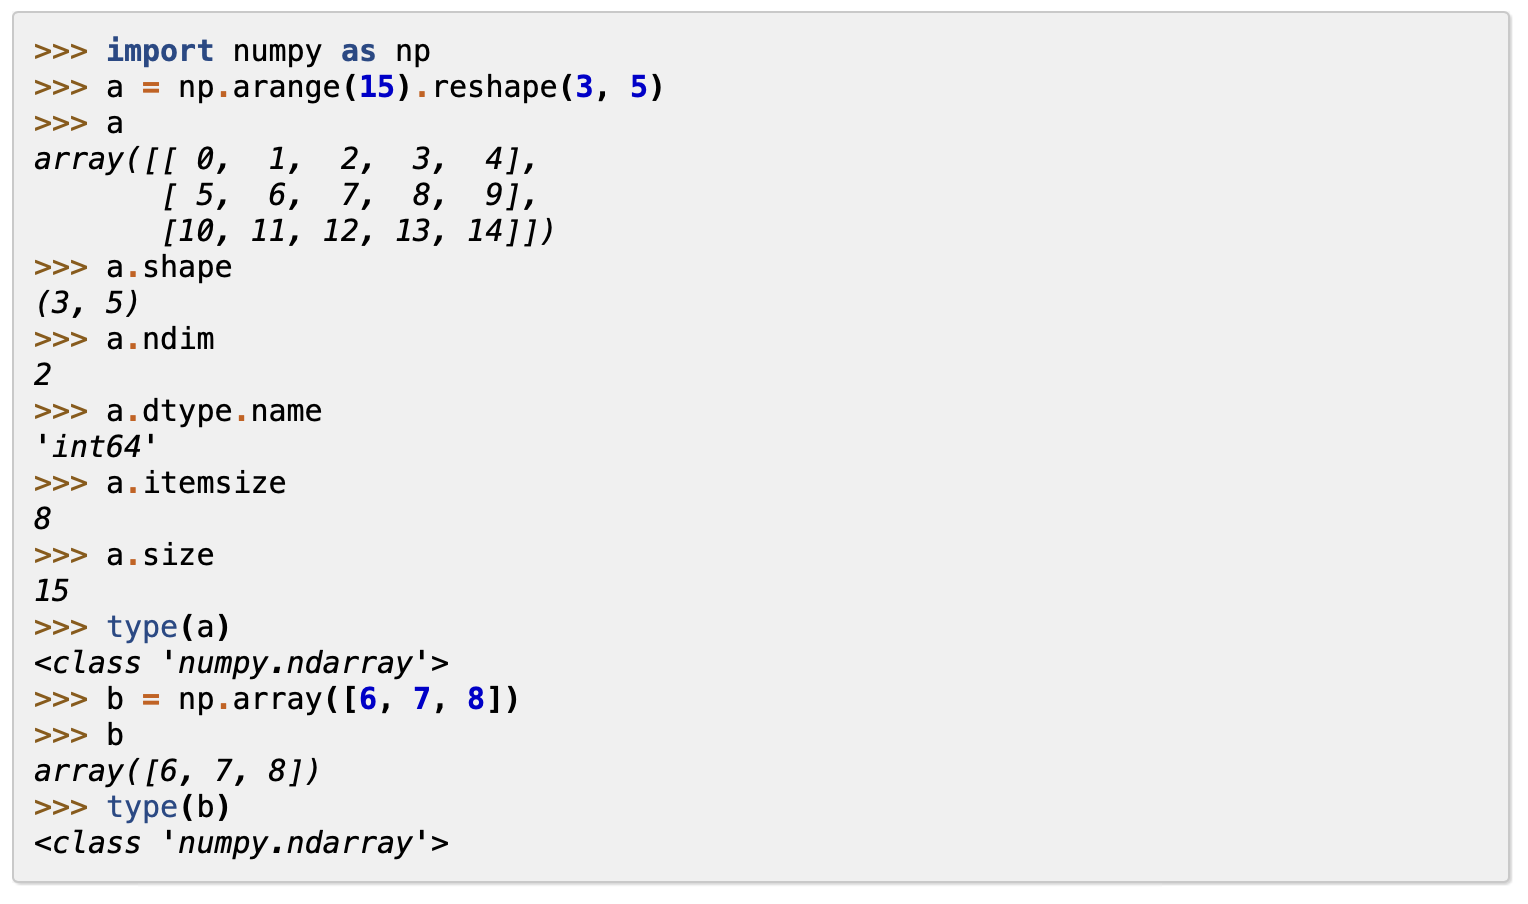 >>> import numpy as np
>>> a = np.arange(15).reshape(3, 5)
>>> a
array([[ 0,  1,  2,  3,  4],
       [ 5,  6,  7,  8,  9],
       [10, 11, 12, 13, 14]])
>>> a.shape
(3, 5)
>>> a.ndim
2
>>> a.dtype.name
'int64'
>>> a.itemsize
8
>>> a.size
15
>>> type(a)
<class 'numpy.ndarray'>
>>> b = np.array([6, 7, 8])
>>> b
array([6, 7, 8])
>>> type(b)
<class 'numpy.ndarray'>